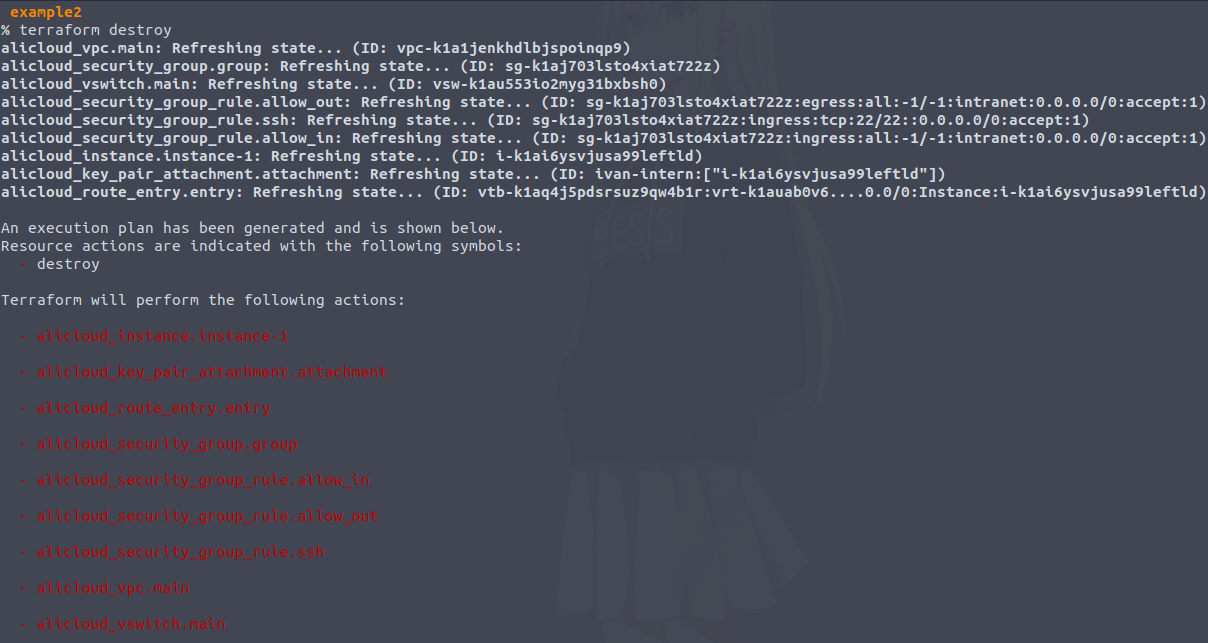 example2
% terraform destroy
alicloud_vpc.main: Refreshing state... (ID: vpc-k1a1jenkhdlbjspoinqp9)
alicloud_security_group.group: Refreshing state... (ID: sg-k1aj703lsto4xiat722z)
alicloud_vswitch.main: Refreshing state... (ID: vsw-k1au553io2myg31bxbsh0)
alicloud_security_group_rule.allow_out: Refreshing state... (ID: sg-k1aj703lsto4xiat722z:egress:all:-1/-1:intranet:0.0.0.0/0:accept:1)
alicloud_security_group_rule.ssh: Refreshing state... (ID: sg-k1aj703lsto4xiat722z:ingress:tcp:22/22::0.0.0.0/0:accept:1)
alicloud_security_group_rule.allow_in: Refreshing state... (ID: sg-k1aj703lsto4xiat722z:ingress:all:-1/-1:intranet:0.0.0.0/0:accept:1)
alicloud_instance.instance-1: Refreshing state... (ID: i-k1ai6ysvjusa99leftld)
alicloud_key_pair_attachment.attachment: Refreshing state... (ID: ivan-intern:["i-k1ai6ysvjusa99leftld"])
alicloud_route_entry.entry: Refreshing state... (ID: vtb-k1aq4j5pdsrsuz9qw4b1r:vrt-k1auab0v6....0.0/0:Instance:i-k1ai6ysvjusa99leftld)
An execution plan has been generated and is shown below.
Resource actions are indicated with the following symbols:
- destroy
Terraform will perform the following actions:
- alicloud_instance.instance-1
- alicloud_key_pair_attachment.attachment
- alicloud_route_entry.entry
- alicloud_security_group.group
- alicloud_security_group_rule.allow_in
- alicloud_security_group_rule.allow_out
- alicloud_security_group_rule.ssh
- alicloud_vpc.main
- alicloud_vswitch.main